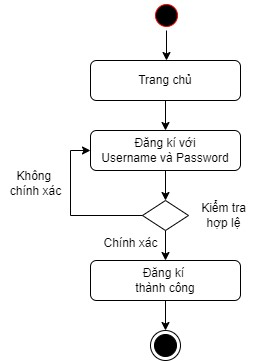 Trang chủ
Đăng kí với
Username và Password
Không
chính xác
Kiểm tra
hợp lệ
Chính xác
Đăng kí
thành công